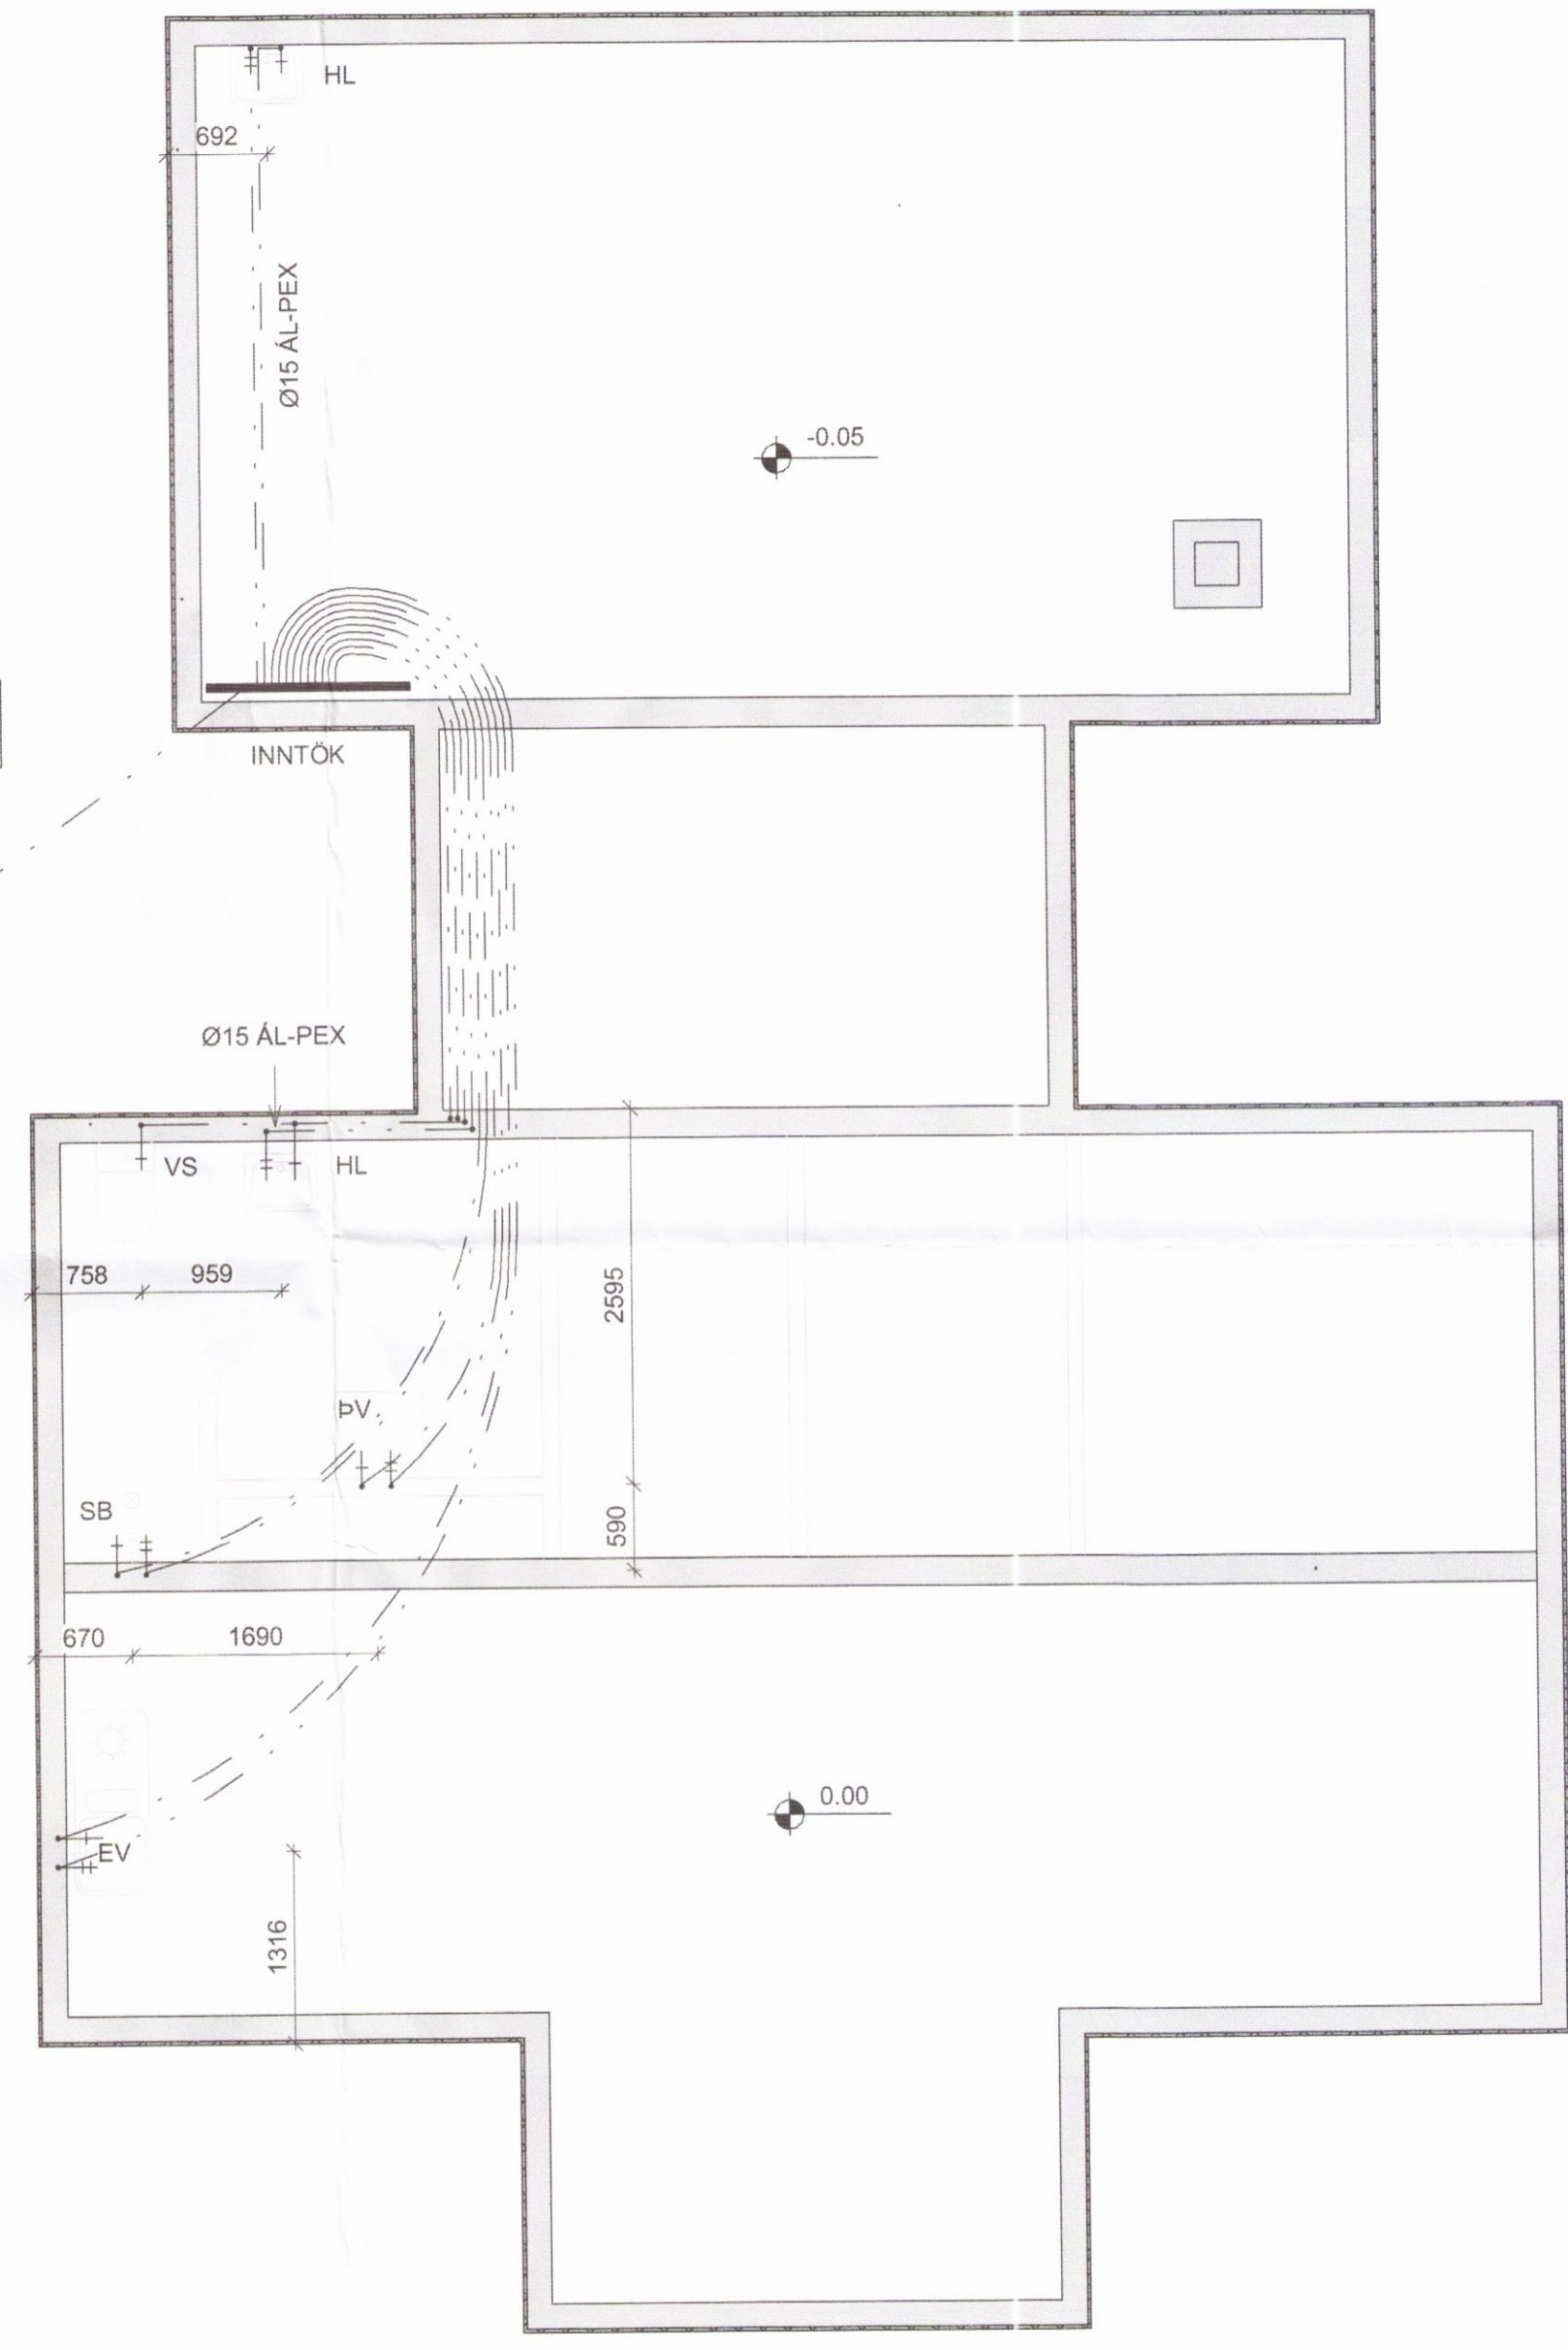 HL
692
Ø15 ÁL-PEX
-0.05
INNTÖK
Ø15 ÁL-PEX
VS
HL
758
959
2595
ÞV
SB
590
670
1690
0.00
EV
1316